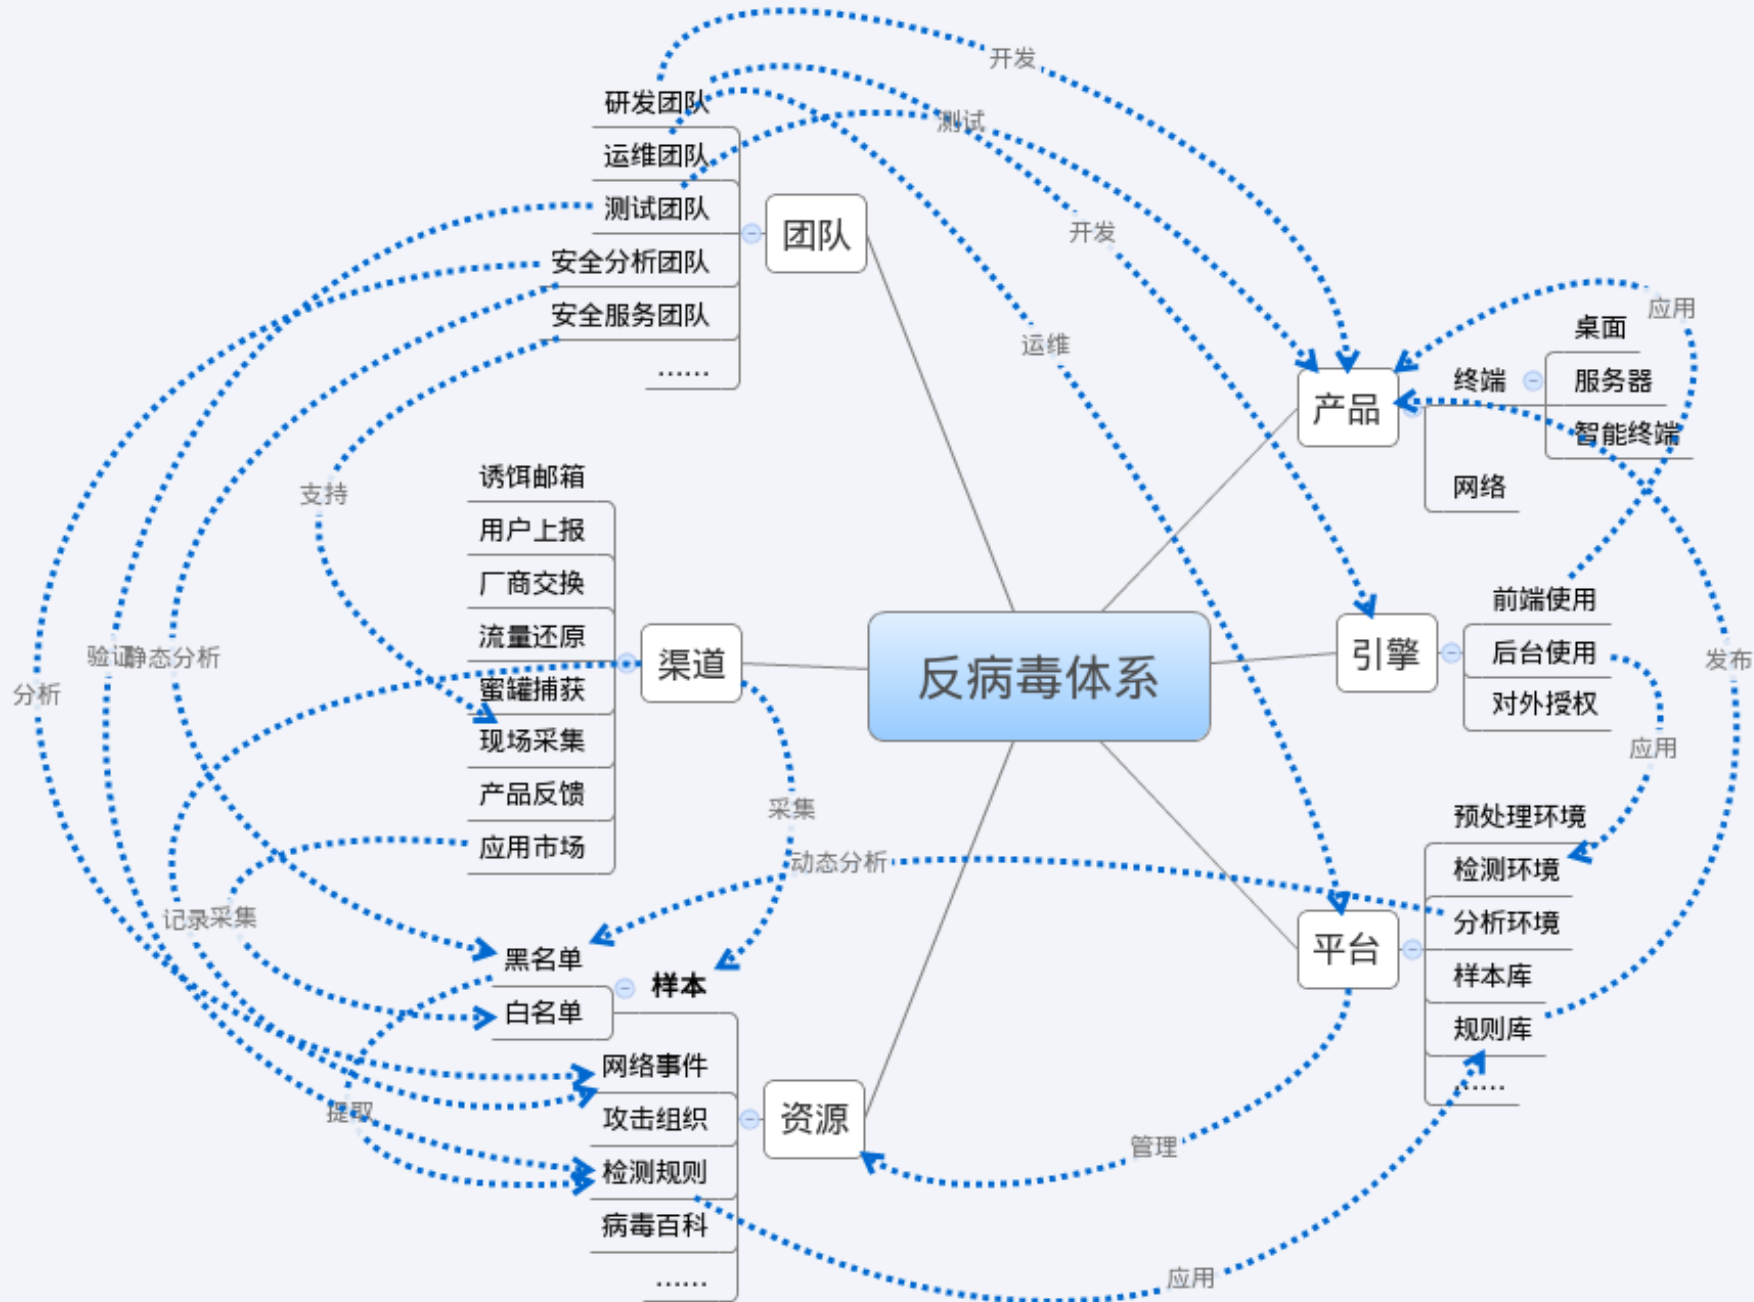 开发
研发团队
测试
运维团队
测试团队
开发
团队
安全分析团队
安全服务团队
应用
桌面
运维
……
终端
服务器
产品
智能终端
诱饵邮箱
网络
支持
用户上报
厂商交换
前端使用
流量还原
引擎
后台使用
验证
静态分析
渠道
反病毒体系
发布
分析
蜜罐捕获
对外授权
现场采集
应用
产品反馈
采集
预处理环境
应用市场
动态分析
检测环境
记录
采集
分析环境
平台
黑名单
样本
样本库
白名单
规则库
网络事件
……
提取
攻击组织
资源
管理
检测规则
病毒百科
……
应用